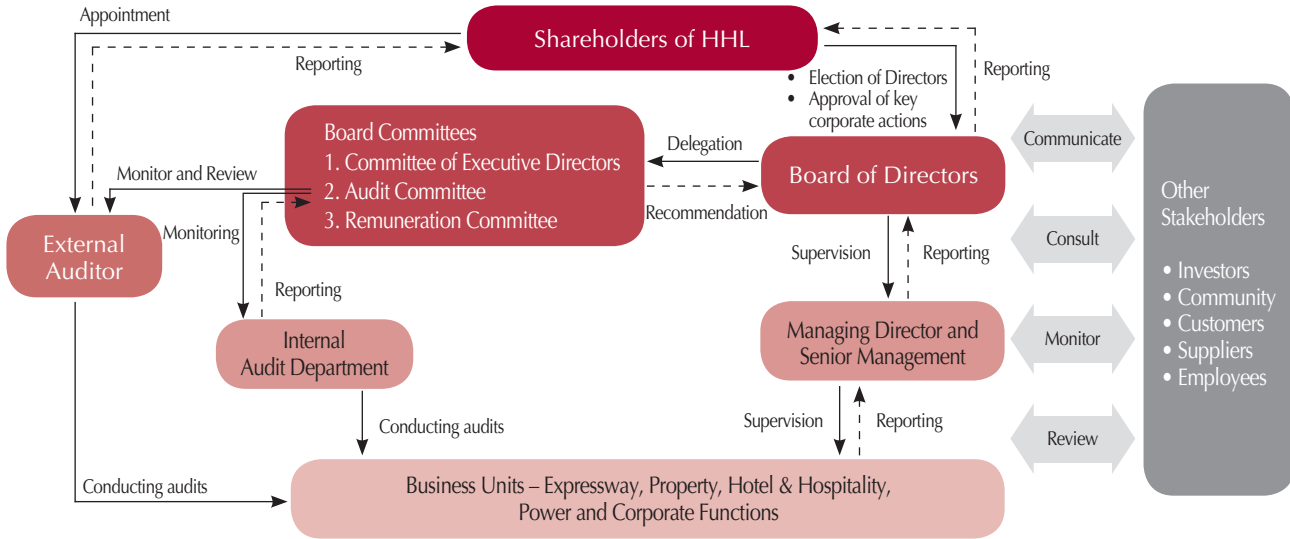 Appointment
Shareholders of HHL
Reporting
Reporting
• Election of Directors
• Approval of key
corporate actions
Board Committees
1. Committee of Executive Directors
2. Audit Committee
3. Remuneration Committee
Delegation
Recommendation
Board of Directors
Communicate
Monitor and Review
Monitoring
External
Auditor
Reporting
Supervision
Reporting
Consult
Other
Stakeholders
• Investors
• Community
• Customers
• Suppliers
• Employees
Internal
Audit Department
Managing Director and
Senior Management
Monitor
Conducting audits
Supervision
Reporting
Review
Conducting audits
Business Units – Expressway, Property, Hotel & Hospitality,
Power and Corporate Functions